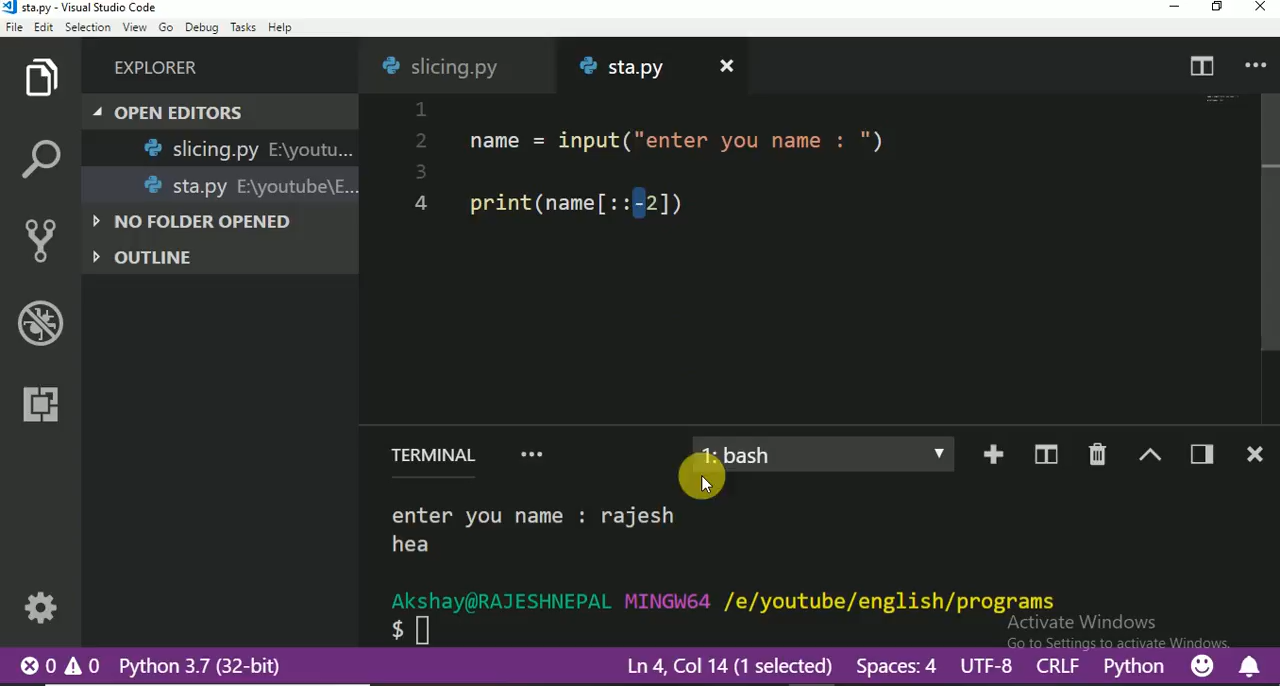 sta.py - Visual Studio Code
File Edit Selection View Go Debug Tasks Help
EXPLORER
OPEN EDITORS
slicing.py E:\youtu...
sta.py E:\youtube\E...
NO FOLDER OPENED
OUTLINE
slicing.py sta.py
1
2 name = input("enter you name : ")
3
4 print(name[::-2])
TERMINAL
1: bash
enter you name : rajesh
hea
Akshay@RAJESHNEPAL MINGW64 /e/youtube/english/programs
$
Activate Windows
Go to Settings to activate Windows.
0 0 Python 3.7 (32-bit) Ln 4, Col 14 (1 selected) Spaces: 4 UTF-8 CRLF Python